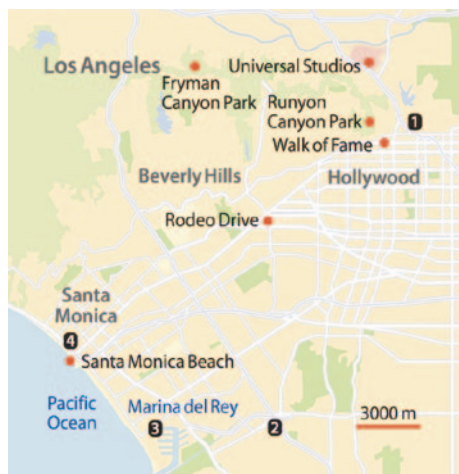 Los Angeles
Universal Studios
Fryman
Canyon Park
Runyon
Canyon Park
1
Walk of Fame
Beverly Hills
Hollywood
Rodeo Drive
Santa
Monica
4
Santa Monica Beach
Pacific
Ocean
Marina del Rey
3
2
3000 m